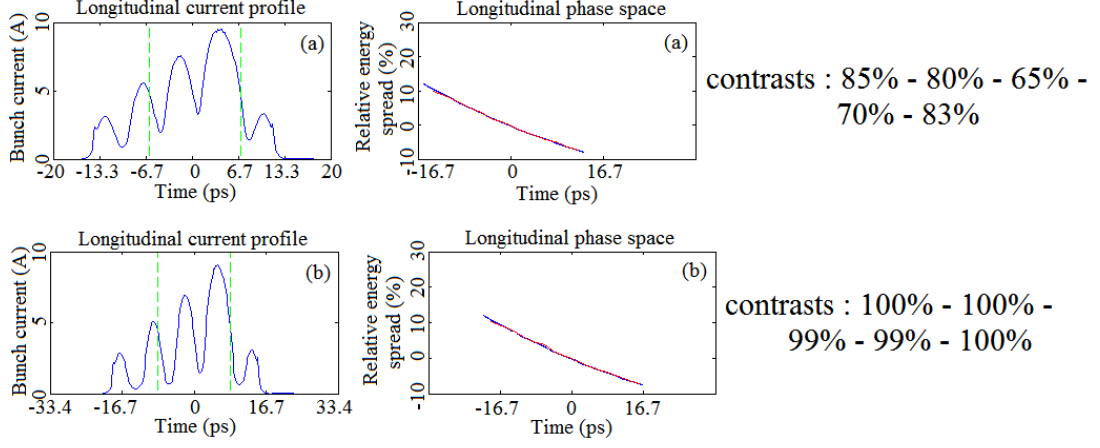 Longitudinal current profile
Bunch current (A)
10
5
0
(a)
-20
-13.3
-6.7
0
6.7
13.3
20
Time (ps)
Longitudinal phase space
Relative energy
spread (%)
30
20
10
0
-10
(a)
-16.7
0
16.7
Time (ps)
contrasts : 85% - 80% - 65% -
70% - 83%
Longitudinal current profile
Bunch current (A)
10
5
0
(b)
-33.4
-16.7
0
16.7
33.4
Time (ps)
Longitudinal phase space
Relative energy
spread (%)
30
20
10
0
-10
(b)
-16.7
0
16.7
Time (ps)
contrasts : 100% - 100% -
99% - 99% - 100%